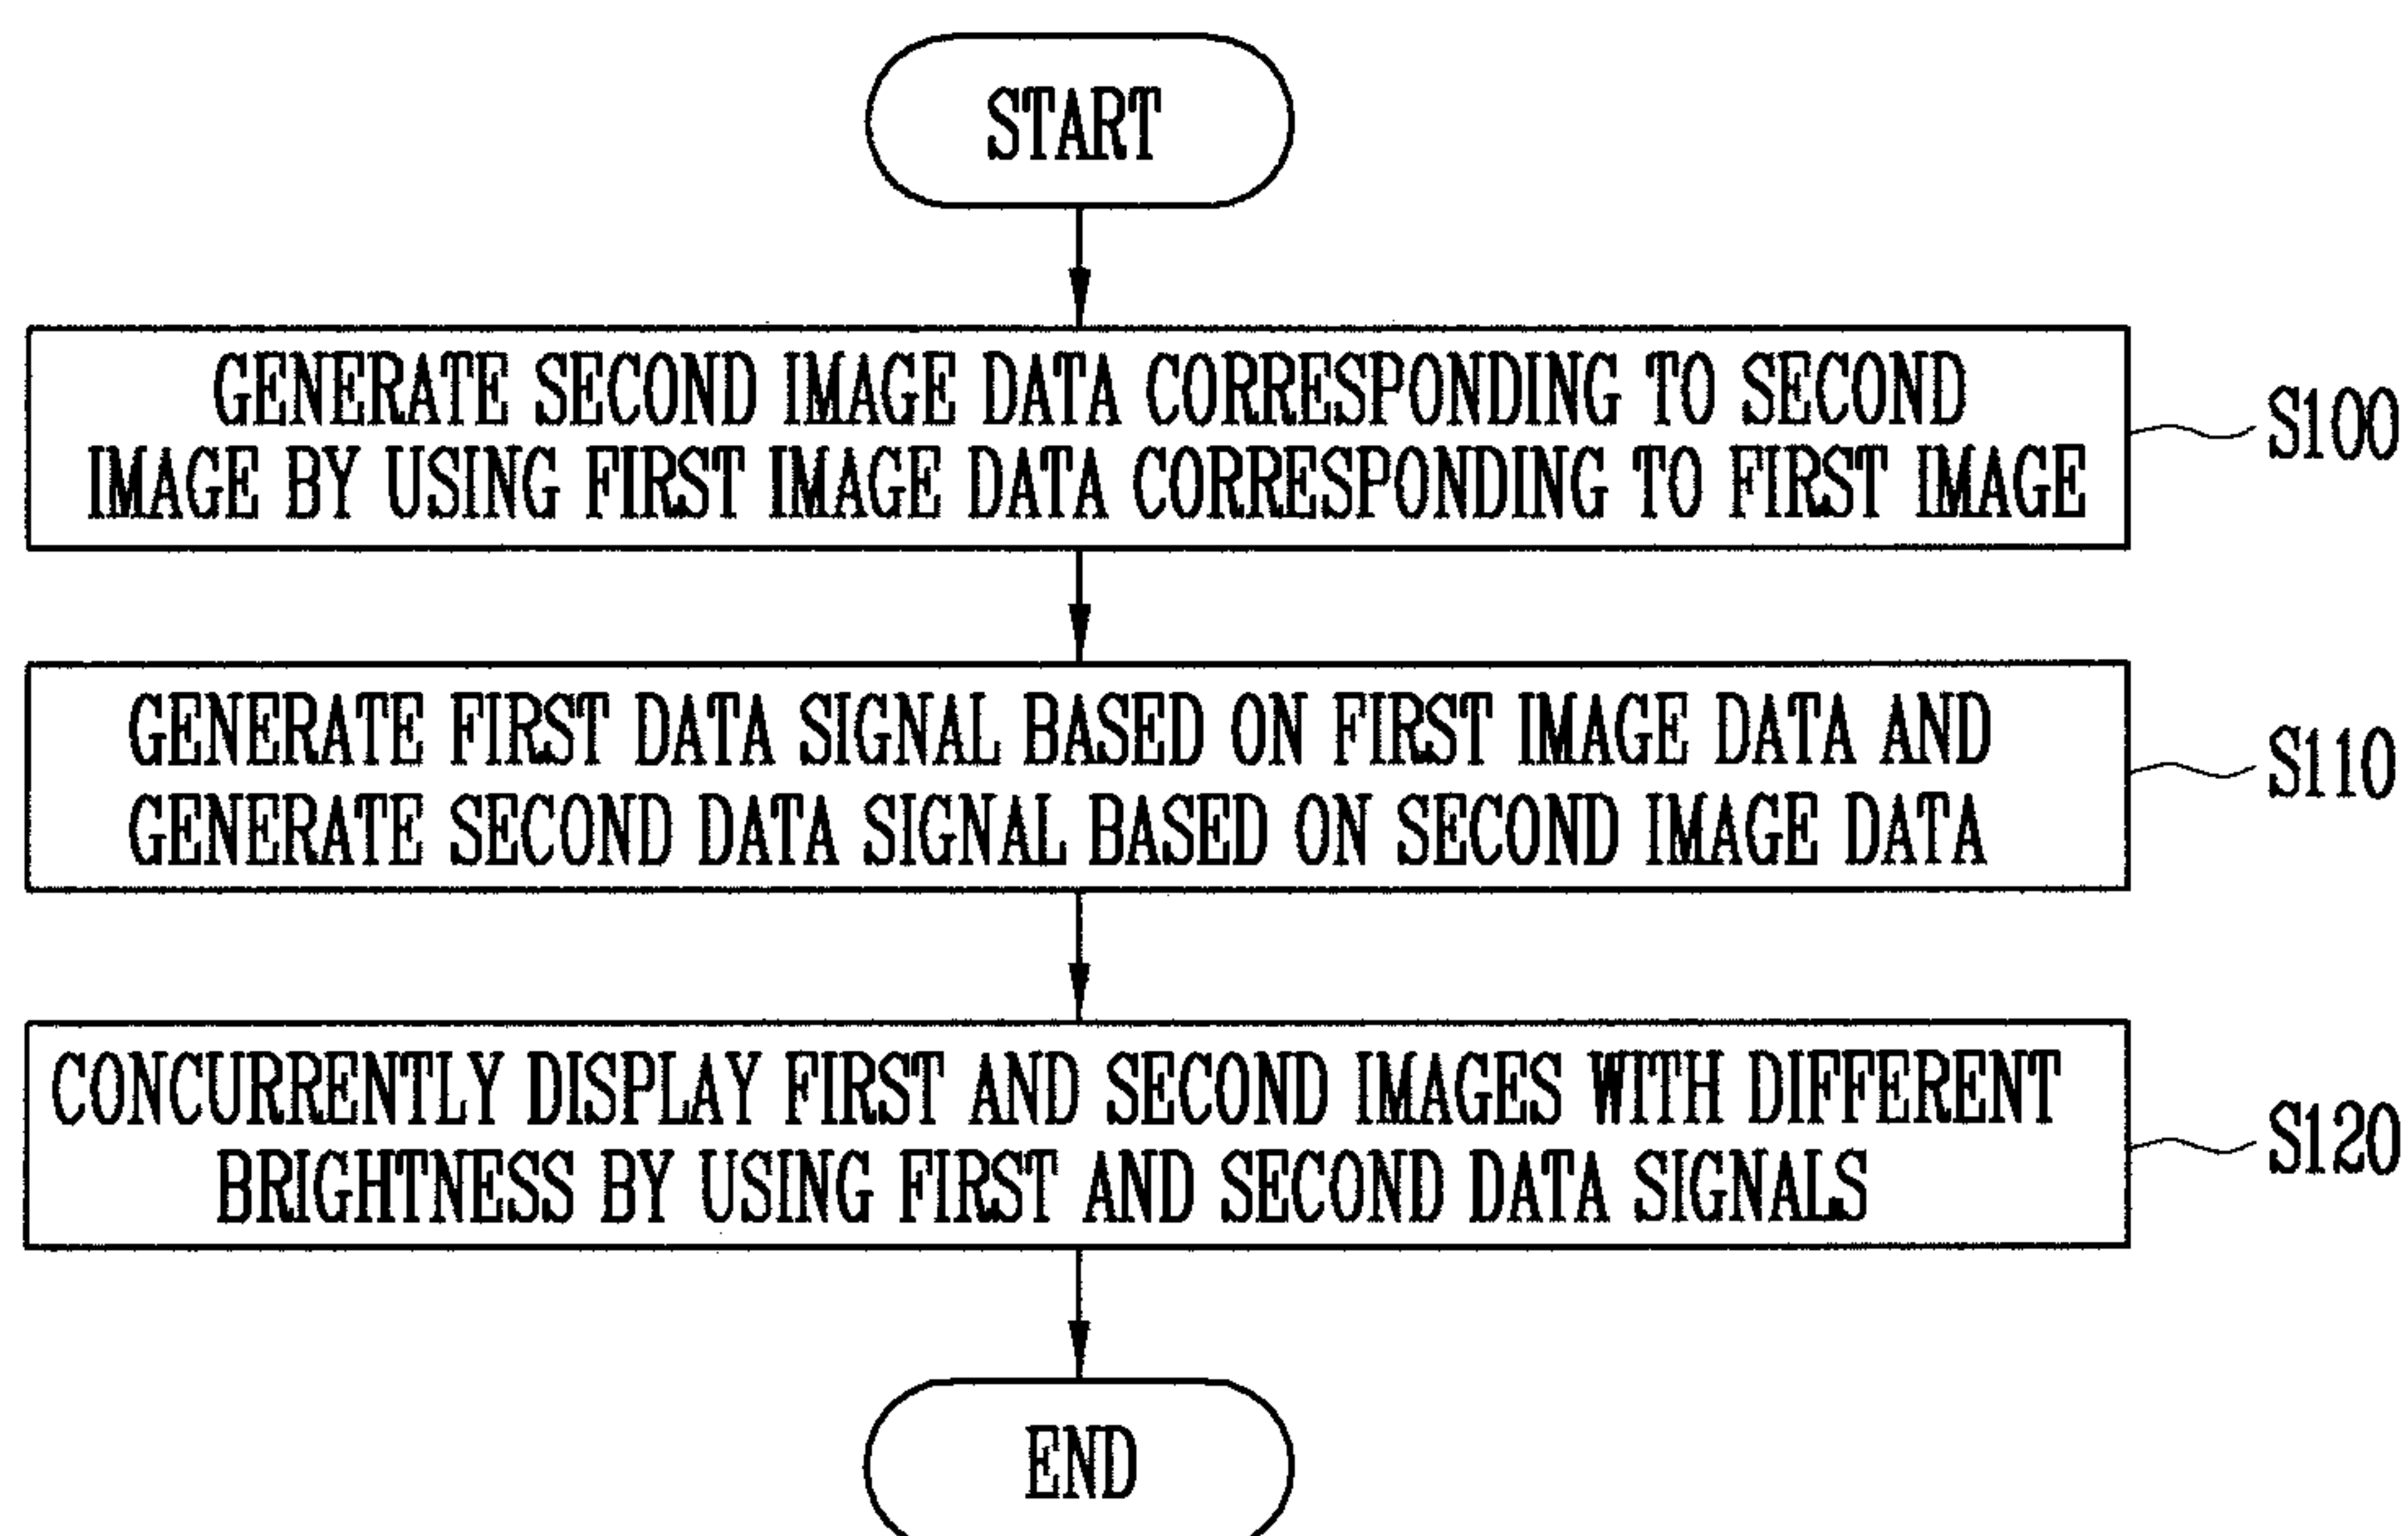 START
GENERATE SECOND IMAGE DATA CORRESPONDING TO SECOND
IMAGE BY USING FIRST IMAGE DATA CORRESPONDING TO FIRST IMAGE
S100
GENERATE FIRST DATA SIGNAL BASED ON FIRST IMAGE DATA AND
GENERATE SECOND DATA SIGNAL BASED ON SECOND IMAGE DATA
S110
CONCURRENTLY DISPLAY FIRST AND SECOND IMAGES WITH DIFFERENT
BRIGHTNESS BY USING FIRST AND SECOND DATA SIGNALS
S120
END